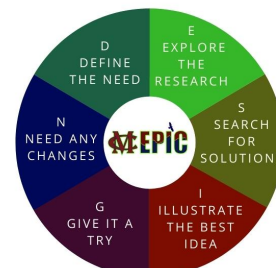 D
DEFINE
THE NEED
E
EXPLORE
THE
RESEARCH
S
SEARCH
FOR
SOLUTION
I
ILLUSTRATE
THE BEST
IDEA
G
GIVE IT A
TRY
N
NEED ANY
CHANGES
EPIC